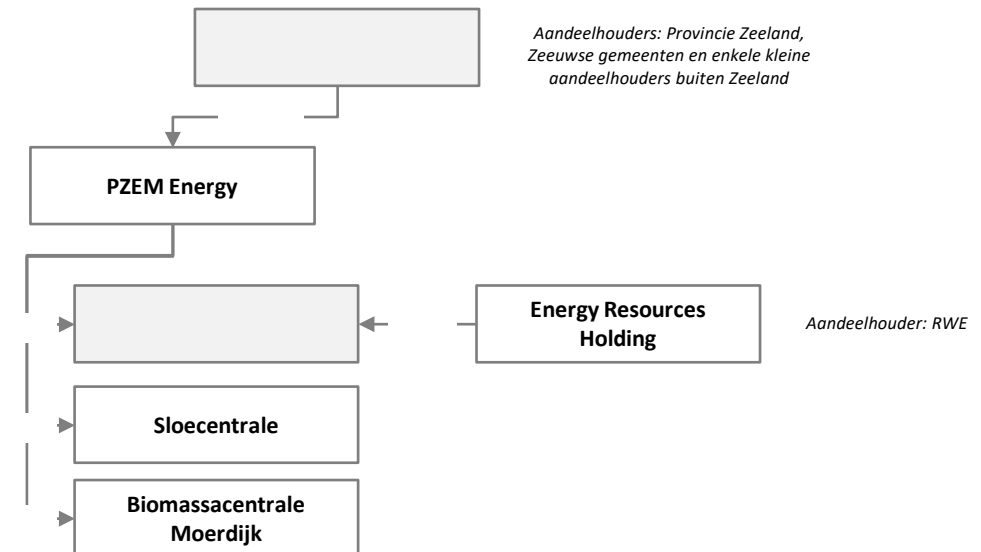 Aandeelhouders: Provincie Zeeland,
Zeeuwse gemeenten en enkele kleine
aandeelhouders buiten Zeeland
PZEM Energy
Energy Resources
Holding
Aandeelhouder: RWE
Sloecentrale
Biomassacentrale
Moerdijk